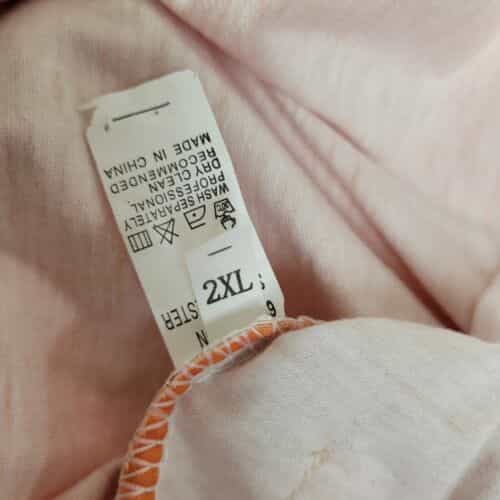 2XL
WASH SEPARATELY
PROFESSIONAL
DRY CLEAN
RECOMMENDED
MADE IN CHINA